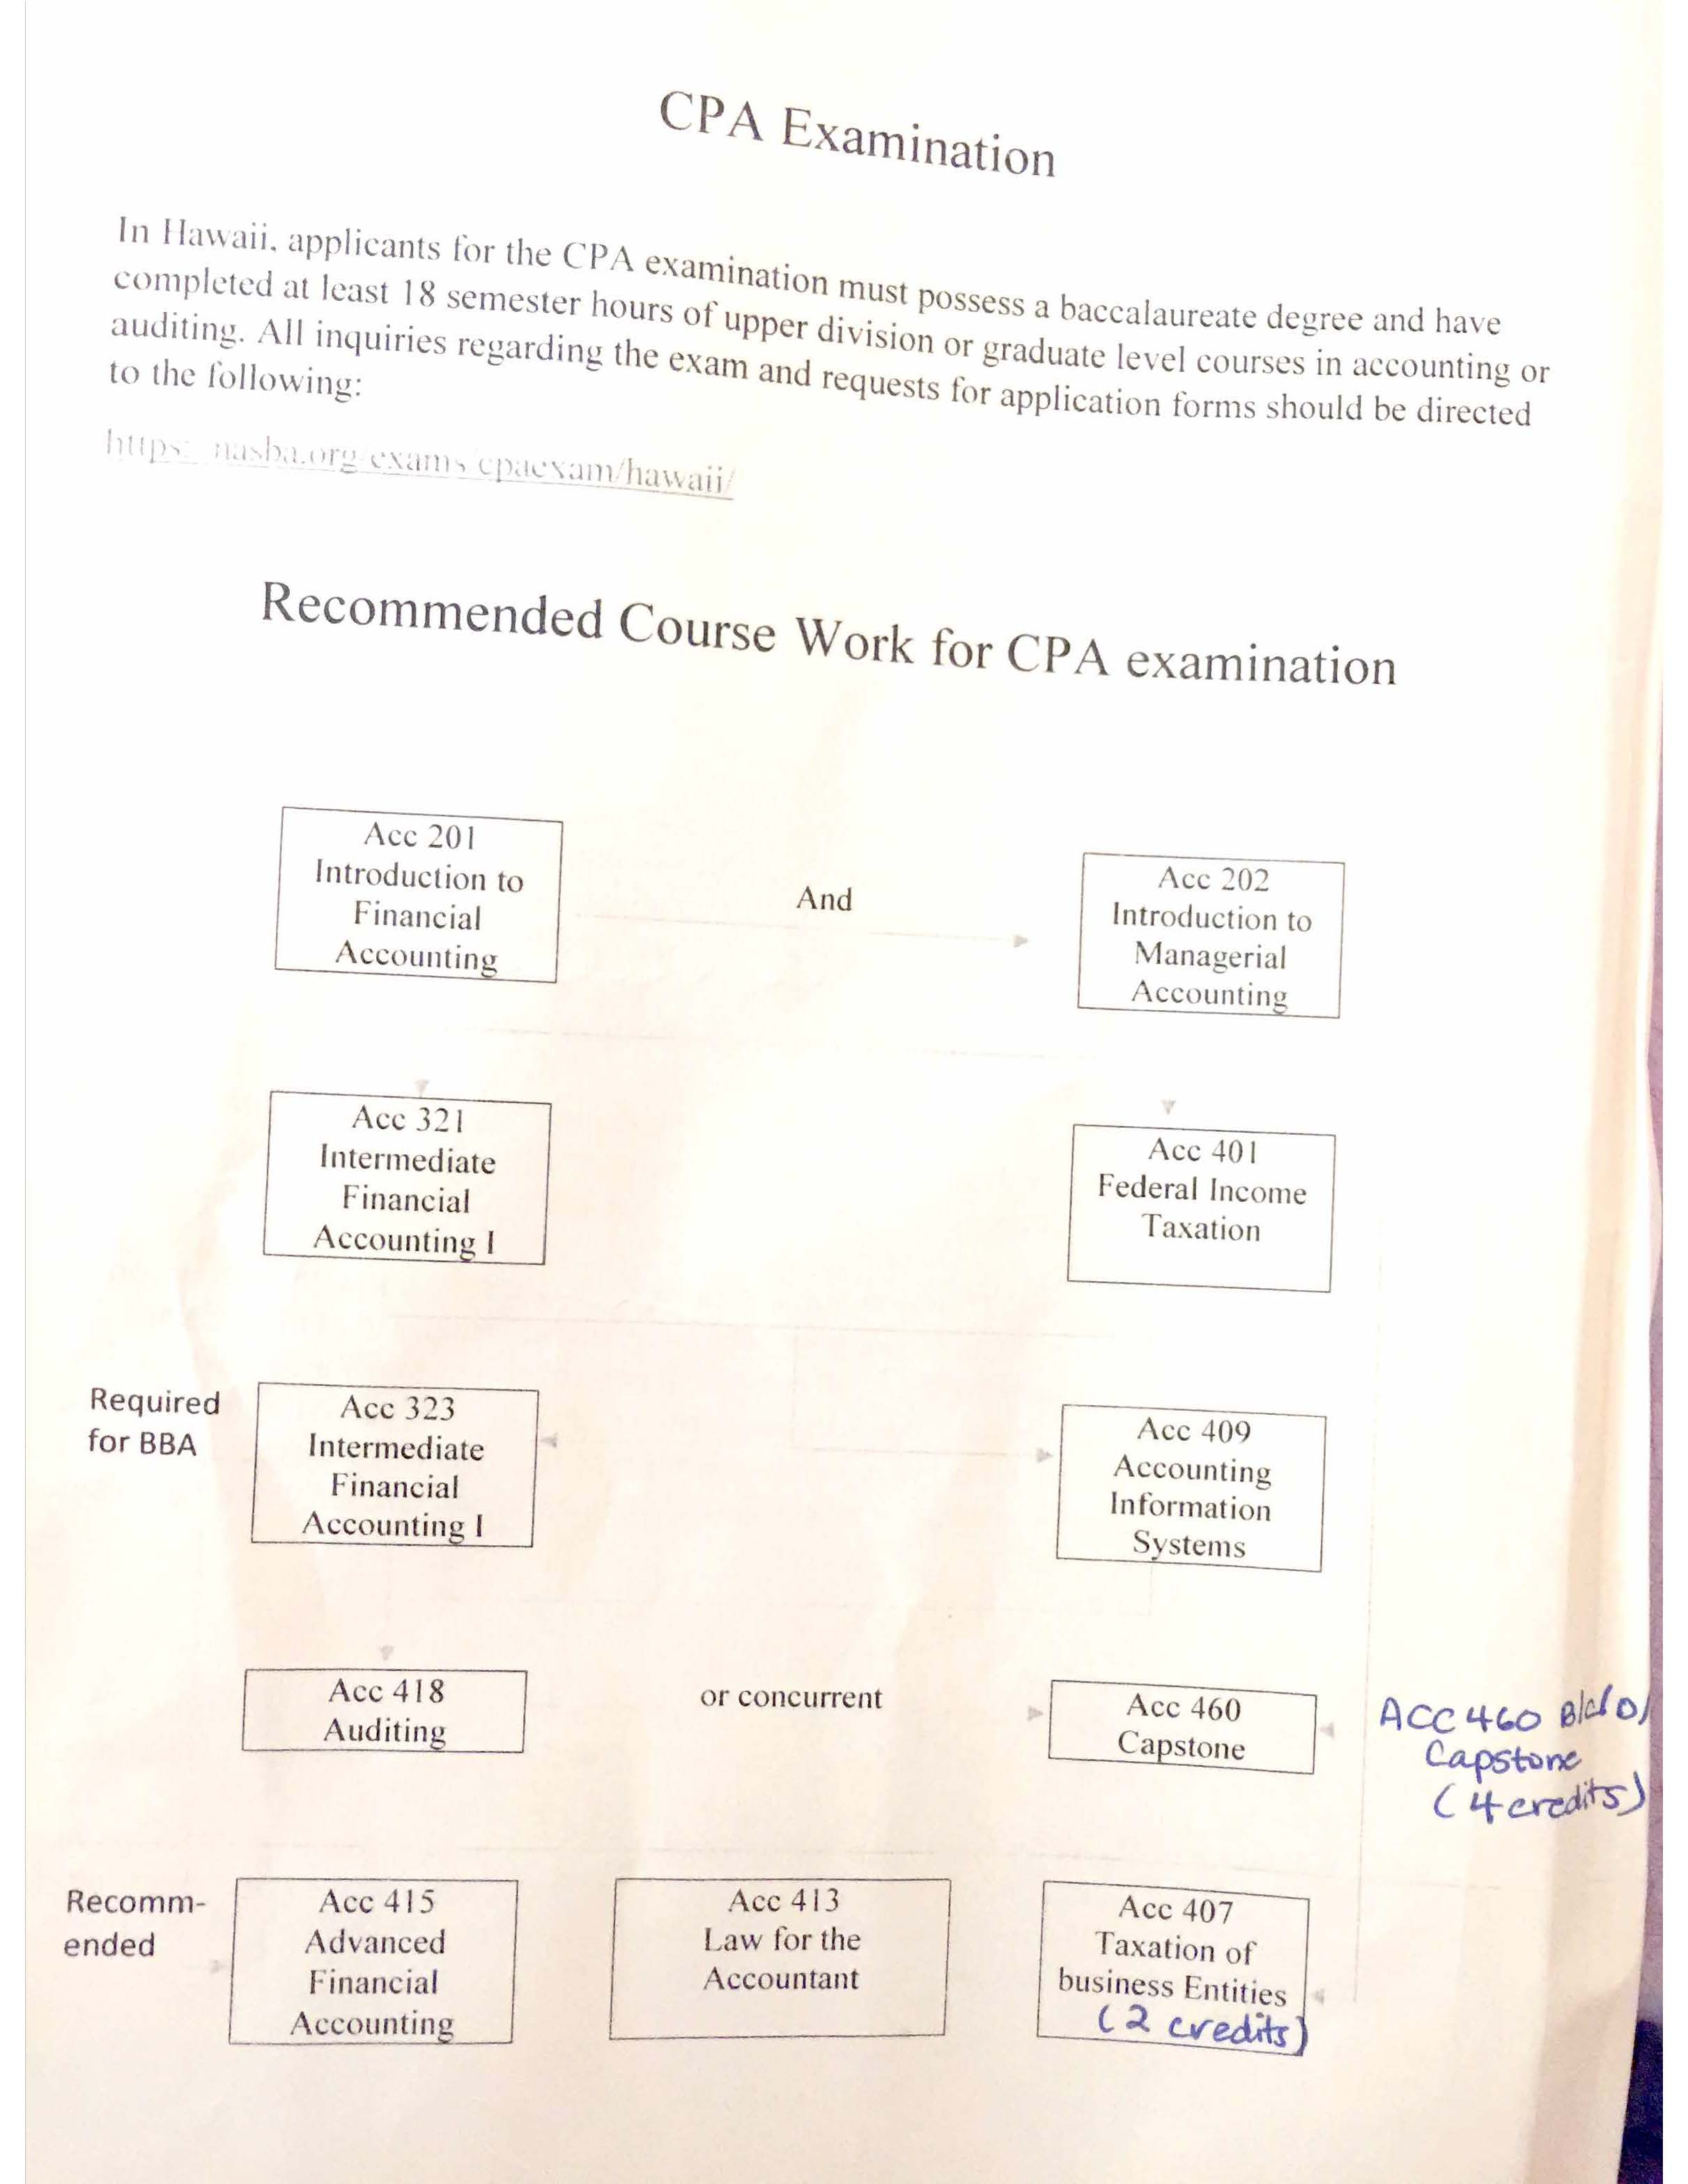 CPA Examination
In Hawaii, applicants for the CPA examination must possess a baccalaureate degree and have
completed at least 18 semester hours of upper division or graduate level courses in accounting or
auditing. All inquiries regarding the exam and requests for application forms should be directed
to the following:
https: nasba.org/exams cpaexam/hawaii/
Recommended Course Work for CPA examination
Acc 201
Introduction to
Financial
Accounting
And
Acc 202
Introduction to
Managerial
Accounting
Acc 321
Intermediate
Financial
Accounting I
Acc 401
Federal Income
Taxation
Required
for BBA
Acc 323
Intermediate
Financial
Accounting I
Acc 409
Accounting
Information
Systems
Acc 418
Auditing
or concurrent
Acc 460
Capstone
ACC 460 B/C/D/
Capstone
(4 credits)
Recomm-
ended
Acc 415
Advanced
Financial
Accounting
Acc 413
Law for the
Accountant
Acc 407
Taxation of
business Entities
(2 credits)